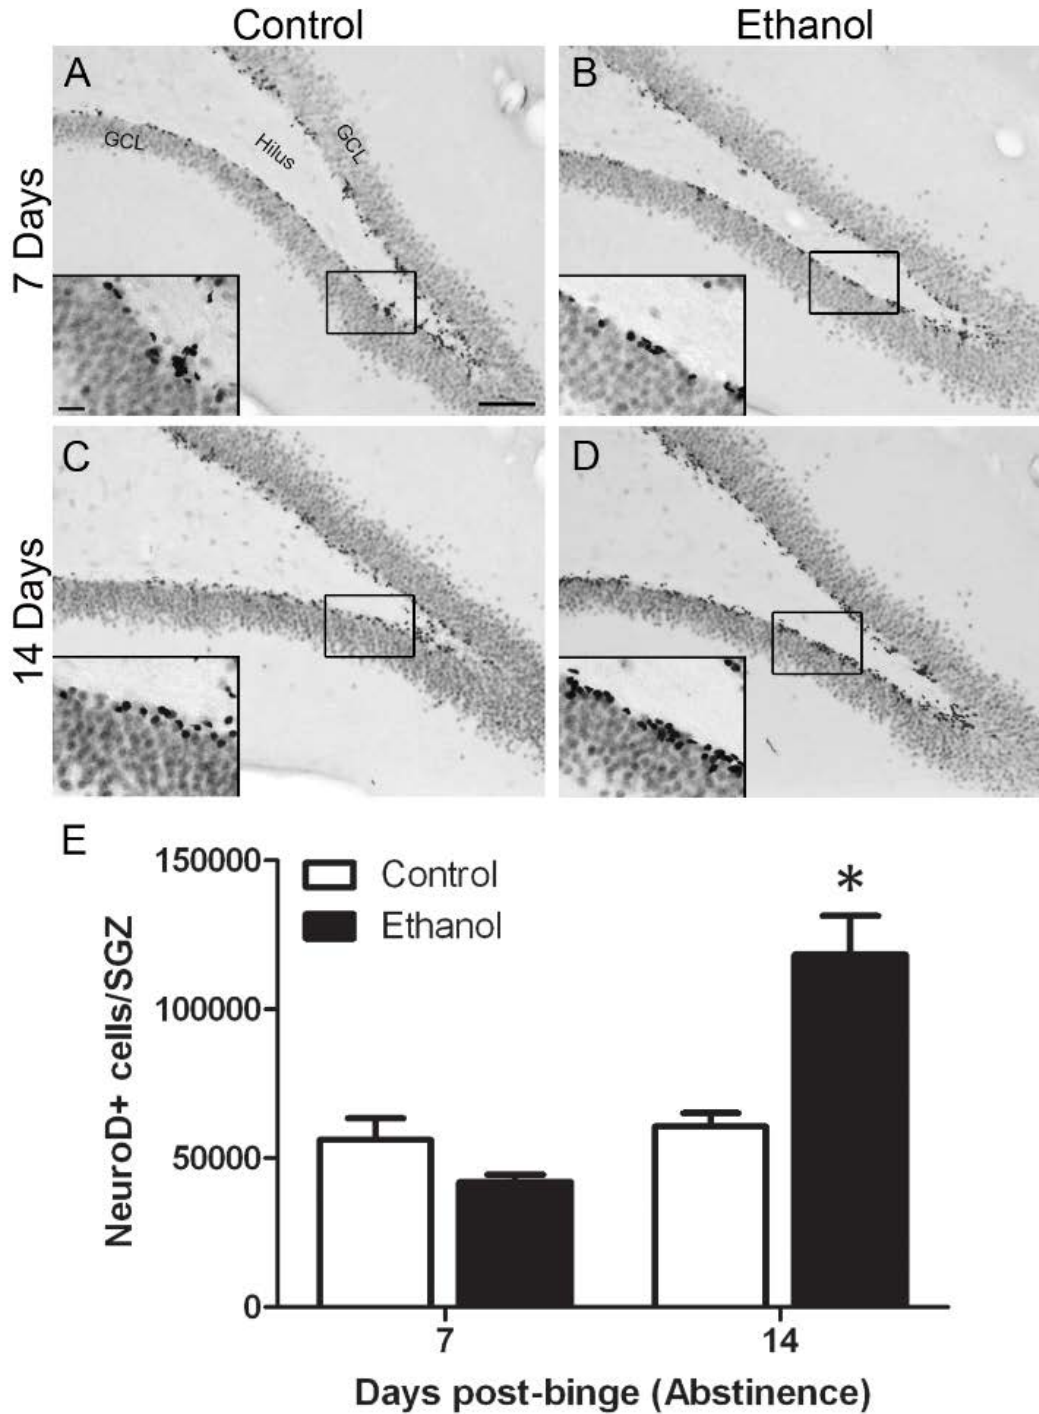 Control
Ethanol
7 Days
A
GCL
Hilus
GCL
B
14 Days
C
D
E
NeuroD+ cells/SGZ
150000
100000
50000
0
Control
Ethanol
*
7
14
Days post-binge (Abstinence)